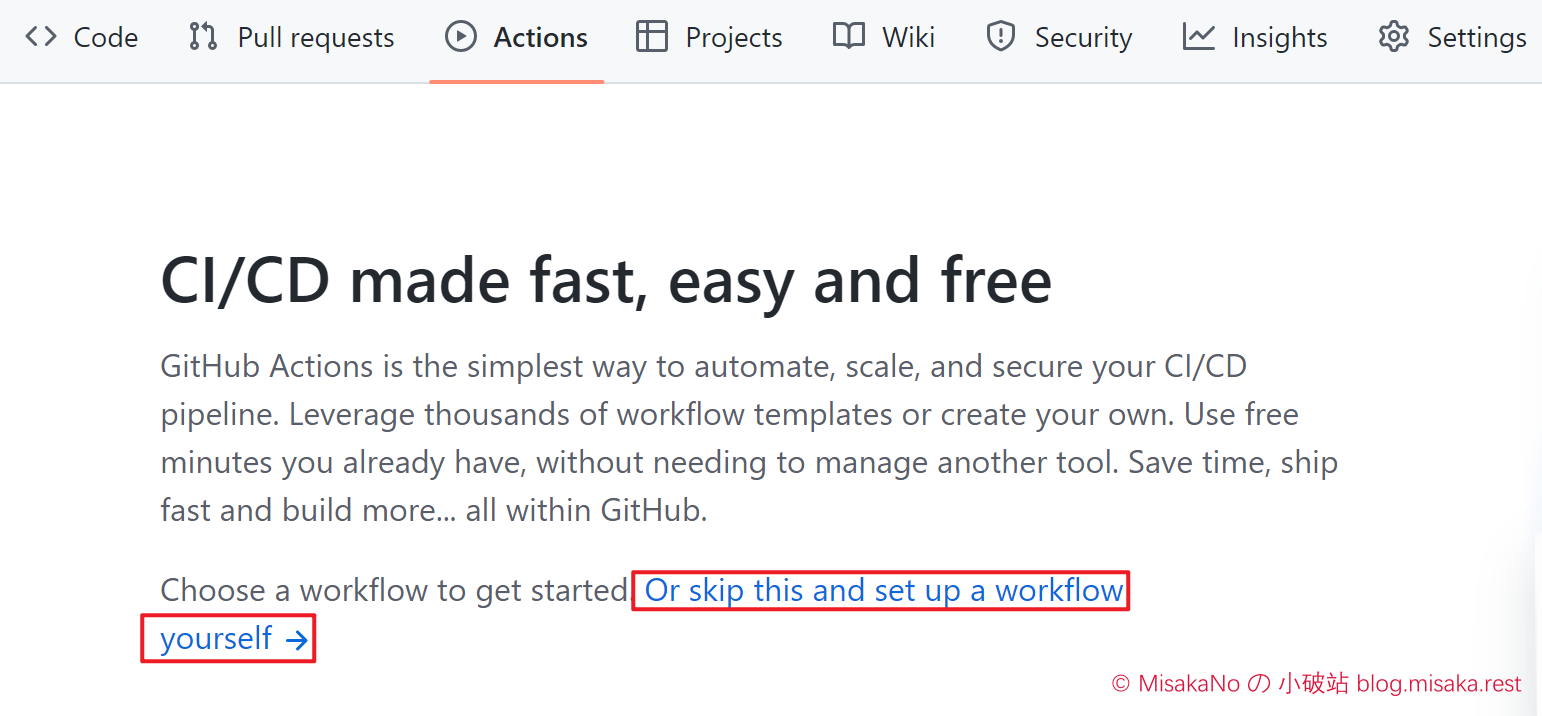 Code Pull requests Actions Projects Wiki Security Insights Settings
CI/CD made fast, easy and free
GitHub Actions is the simplest way to automate, scale, and secure your CI/CD
pipeline. Leverage thousands of workflow templates or create your own. Use free
minutes you already have, without needing to manage another tool. Save time, ship
fast and build more... all within GitHub.
Choose a workflow to get started. Or skip this and set up a workflow
yourself →
© MisakaNo の 小破站 blog.misaka.rest